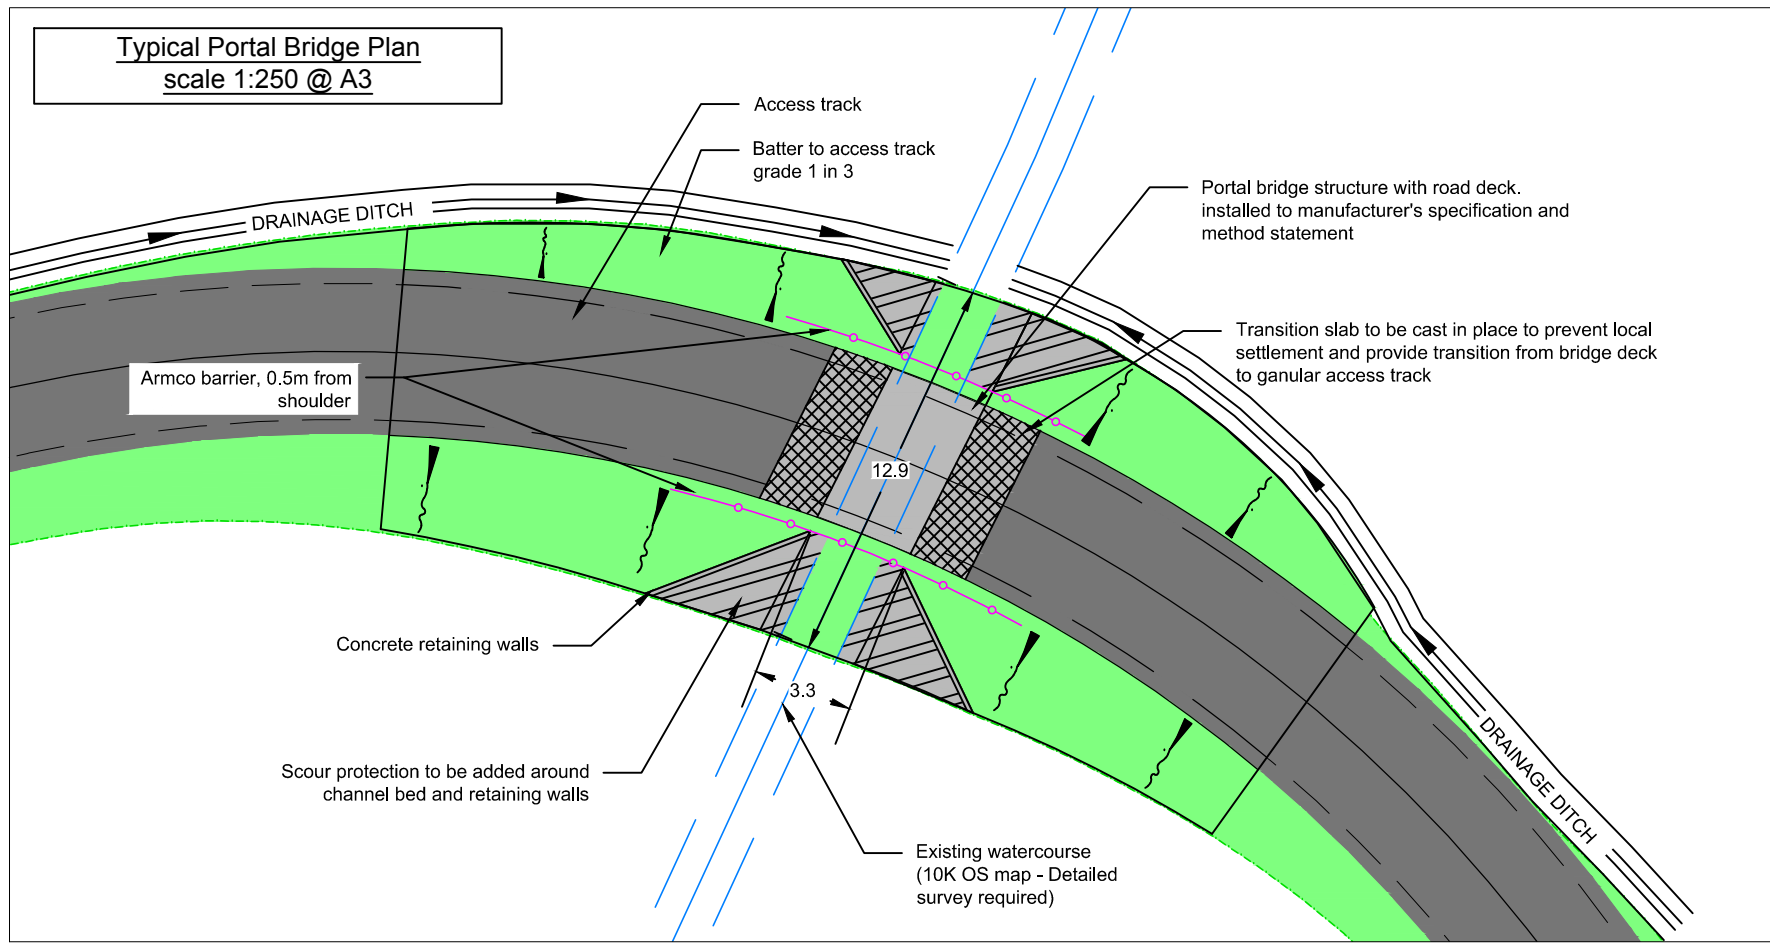 Typical Portal Bridge Plan
scale 1:250 @ A3
Access track
Batter to access track
grade 1 in 3
Portal bridge structure with road deck.
installed to manufacturer's specification and
method statement
DRAINAGE DITCH
Transition slab to be cast in place to prevent local
settlement and provide transition from bridge deck
to ganular access track
Armco barrier, 0.5m from
shoulder
12.9
Concrete retaining walls
3.3
Scour protection to be added around
channel bed and retaining walls
DRAINAGE DITCH
Existing watercourse
(10K OS map - Detailed
survey required)